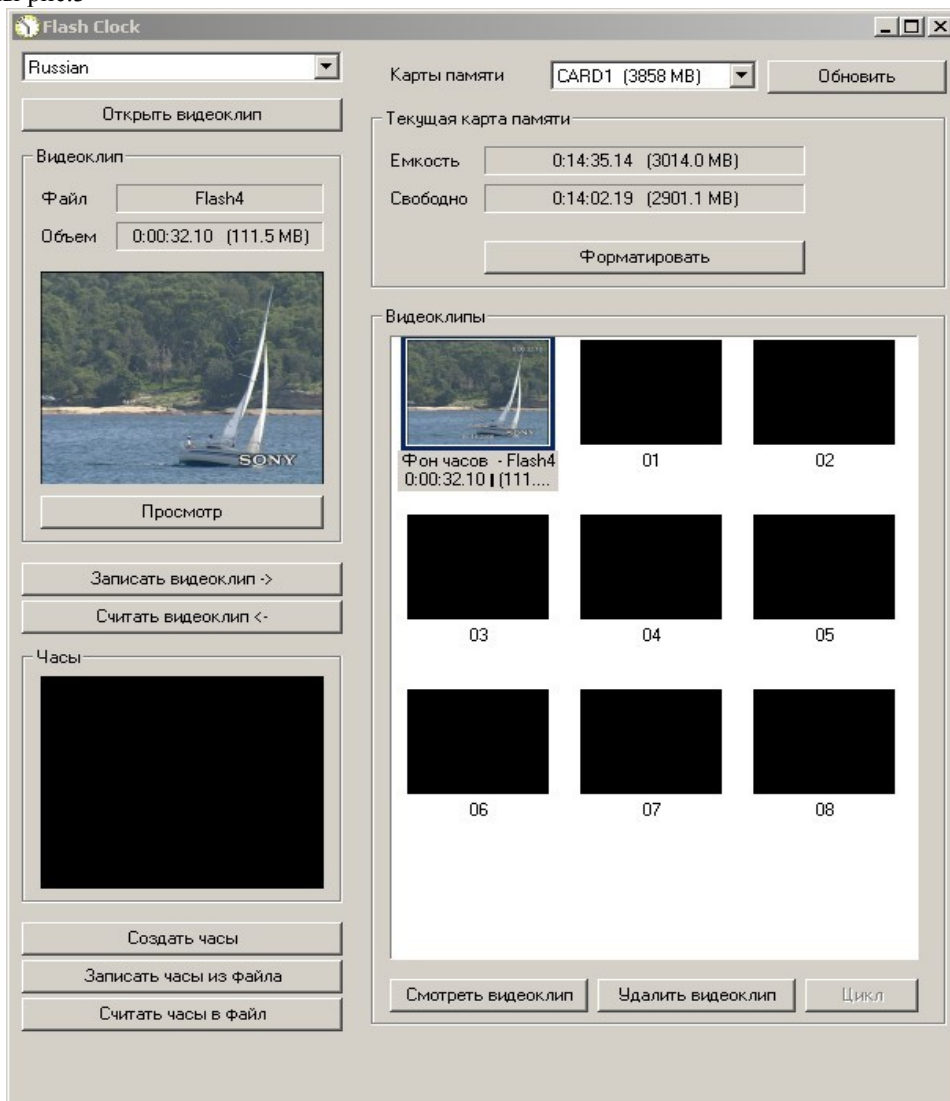 Flash Clock
Russian
Открыть видеоклип
Видеоклип
Файл Flash4
Объем 0:00:32.10 (111.5 MB)
SONY
Просмотр
Записать видеоклип ->
Считать видеоклип <-
Часы
Создать часы
Записать часы из файла
Считать часы в файл
Карты памяти CARD1 (3858 MB) Обновить
Текущая карта памяти
Емкость 0:14:35.14 (3014.0 MB)
Свободно 0:14:02.19 (2901.1 MB)
Форматировать
Видеоклипы
SONY
Фон часов - Flash4
0:00:32.10 | (111....
01
02
03
04
05
06
07
08
Смотреть видеоклип Удалить видеоклип Цикл